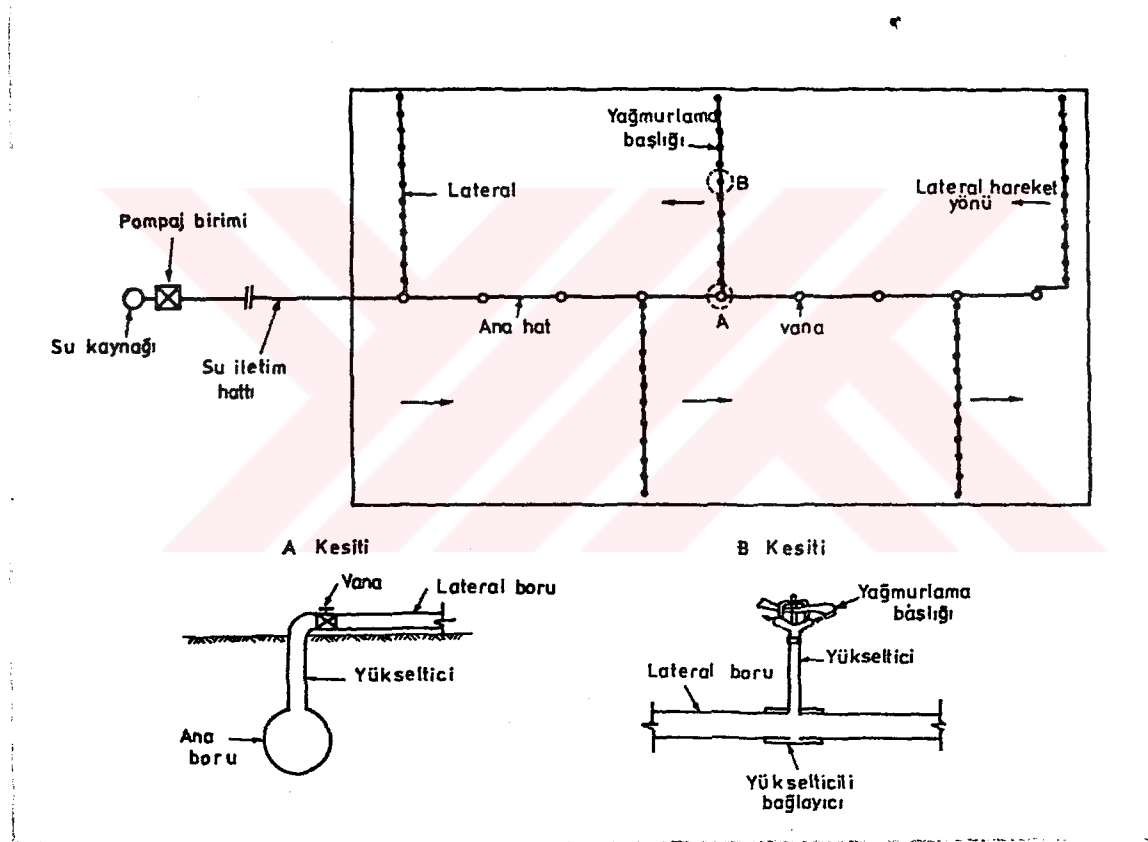 Yağmurlama
başlığı
B
Lateral
Lateral hareket
yönü
Pompaj birimi
Su kaynağı
Su iletim
hattı
Ana hat
A
vana
A Kesiti
B Kesiti
Vana
Lateral boru
Yükseltici
Ana
boru
Yağmurlama
başlığı
Yükseltici
Lateral boru
Yükselticili
bağlayıcı